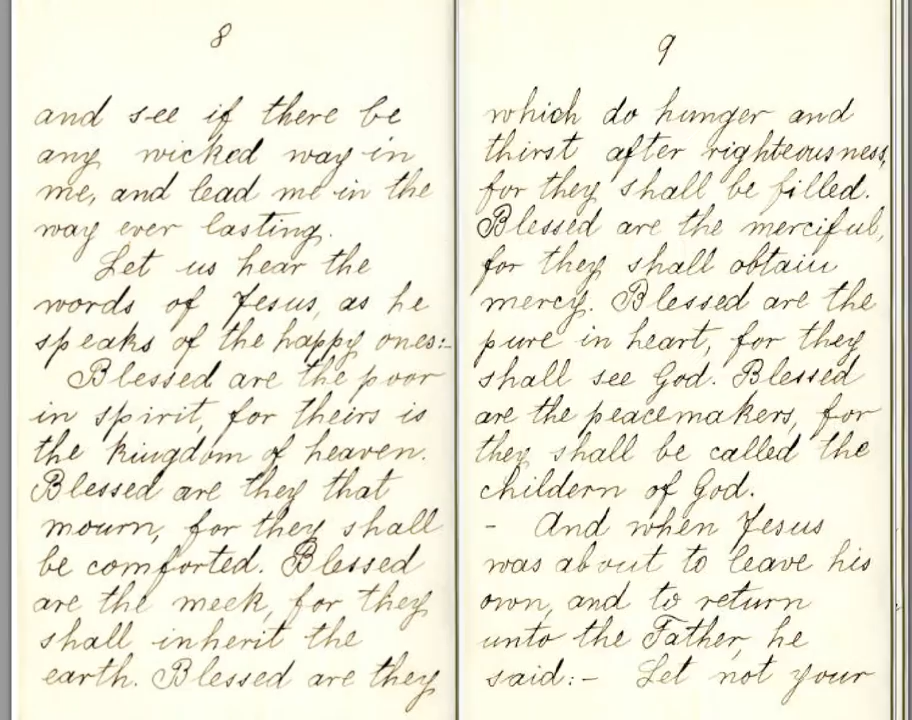 8
and see if there be
any wicked way in
me, and lead me in the
way ever lasting.
Let us hear the
words of Jesus, as he
speaks of the happy ones:-
Blessed are the poor
in spirit, for theirs is
the kingdom of heaven.
Blessed are they that
mourn, for they shall
be comforted. Blessed
are the meek, for they
shall inherit the
earth. Blessed are they
9
which do hunger and
thirst after righteousness,
for they shall be filled.
Blessed are the merciful,
for they shall obtain
mercy. Blessed are the
pure in heart, for they
shall see God. Blessed
are the peacemakers, for
they shall be called the
childern of God.
- And when Jesus
was about to leave his
own, and to return
unto the Father, he
said:- Let not your